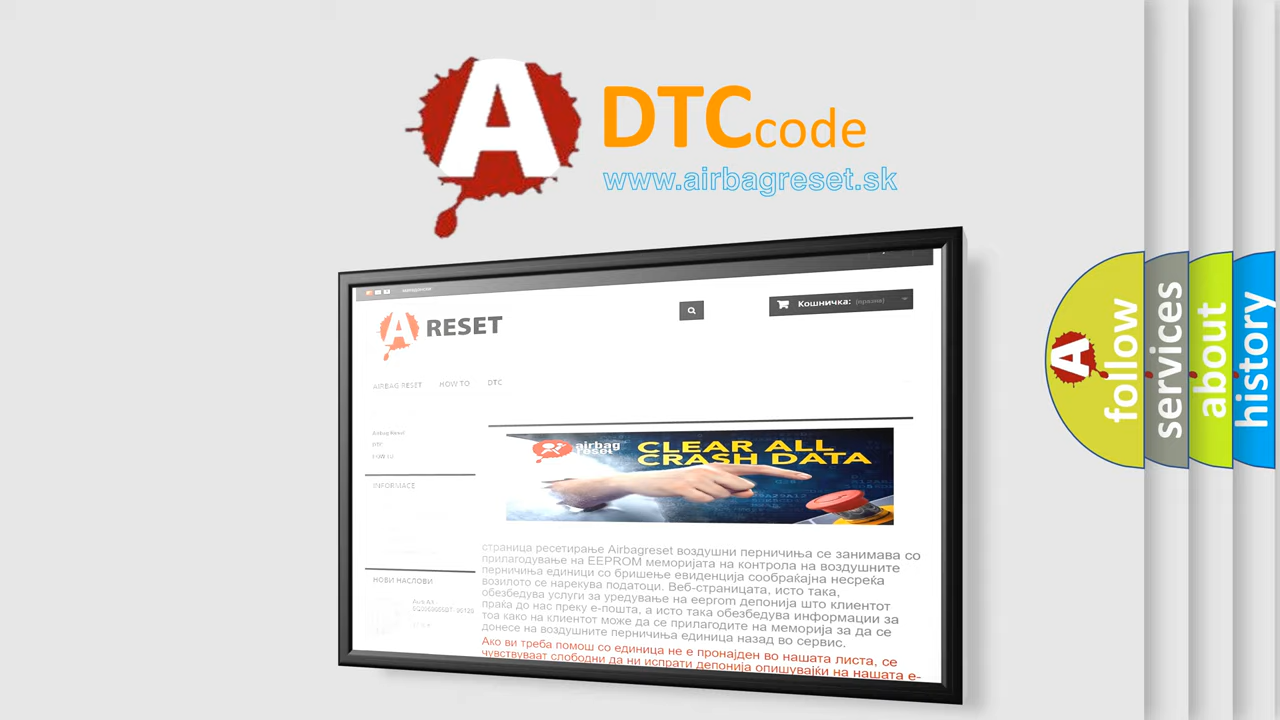 A
DTCcode
www.airbagreset.sk
A RESET
Кошничка: (празни)
AIRBAG RESET HOW TO DTC
Airbag Reset
DTC
INFORMACE
НОВИ НАСЛОВИ
airbag
reset
CLEAR ALL
CRASH DATA
страница ресетирање Airbagreset воздушни перничиња се занимава со
прилагодување на EEPROM меморијата на контрола на воздушните
перничиња единици со бришење евиденција сообраќајна несреќа
возилото се нарекува податоци. Веб-страницата, исто така,
обезбедува услуги за уредување на eeprom депонија што клиентот
праќа до нас преку е-пошта, а исто така обезбедува информации за
тоа како на клиентот може да се прилагодите на меморија за да се
донесе на воздушните перничиња единица назад во сервис.
Ако ви треба помош со единица не е пронајден во нашата листа, се
чувствуваат слободни да ни испрати депонија опишувајќи на нашата е-
A
follow
services
about
history